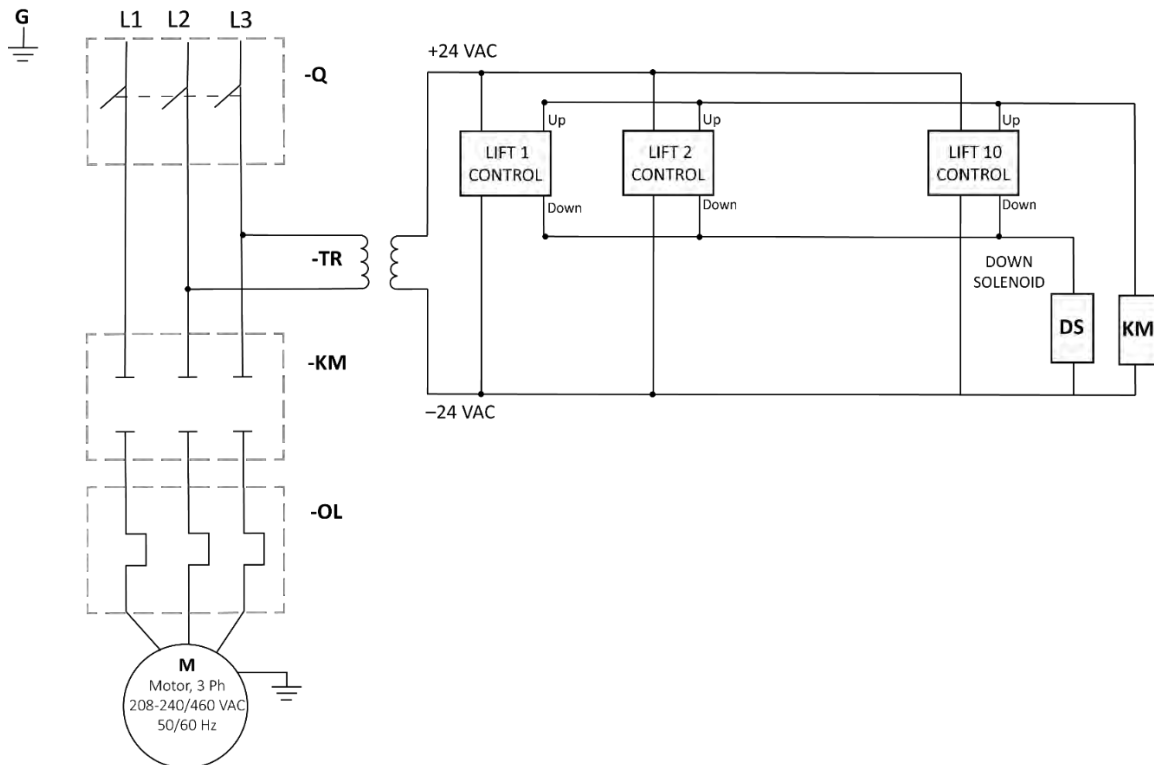 G
L1
L2
L3
-Q
+24 VAC
Up
Up
Up
LIFT 1
CONTROL
LIFT 2
CONTROL
LIFT 10
CONTROL
Down
Down
Down
-TR
DOWN
SOLENOID
DS
KM
-KM
–24 VAC
-OL
M
Motor, 3 Ph
208-240/460 VAC
50/60 Hz